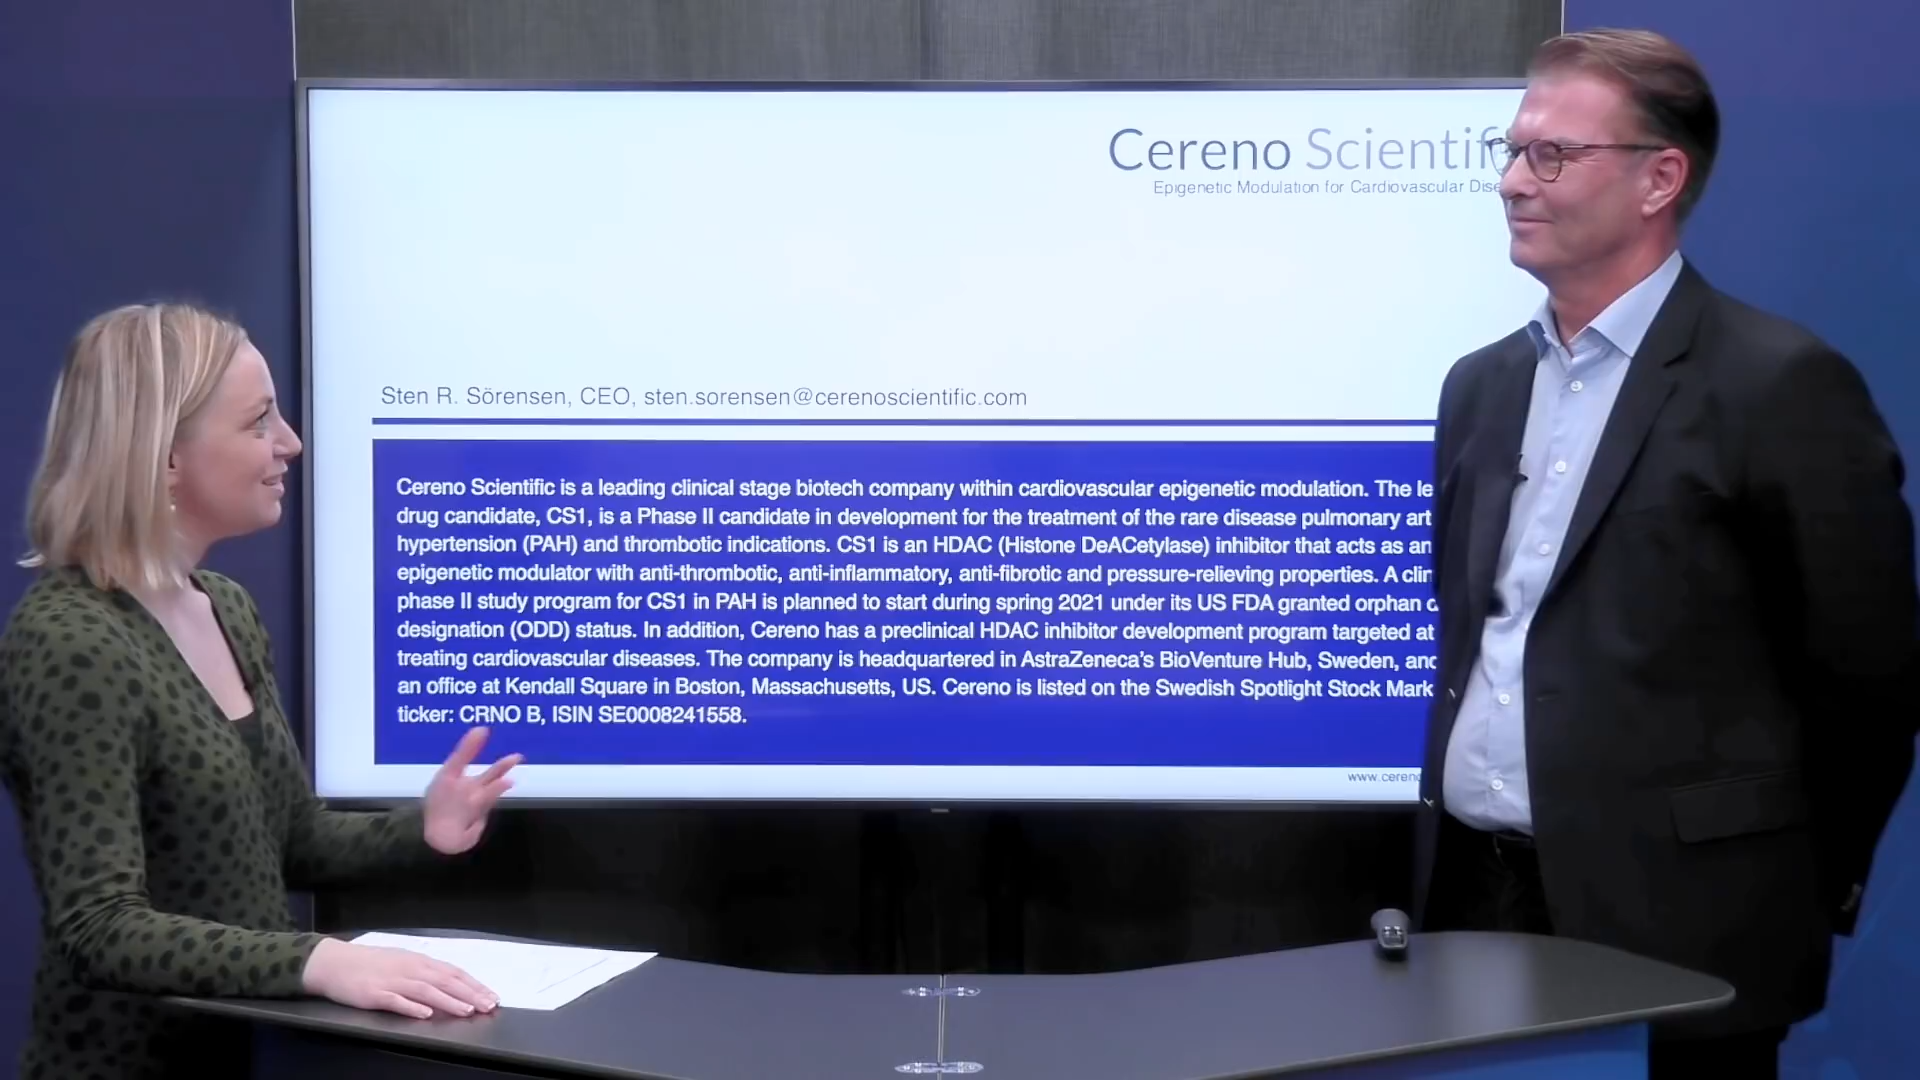 Cereno Scientif
Epigenetic Modulation for Cardiovascular
Sten R. Sörensen, CEO, sten.sorensen@cerenoscientific.com
Cereno Scientific is a leading clinical stage biotech company within cardiovascular epigenetic modulation. The
drug candidate, CS1, is a Phase II candidate in development for the treatment of the rare disease pulmonary
hypertension (PAH) and thrombotic indications. CS1 is an HDAC (Histone DeACetylase) inhibitor that acts as an
epigenetic modulator with anti-thrombotic, anti-inflammatory, anti-fibrotic and pressure-relieving properties. A
phase II study program for CS1 in PAH is planned to start during spring 2021 under its US FDA granted orphan
designation (ODD) status. In addition, Cereno has a preclinical HDAC inhibitor development program targeted at
treating cardiovascular diseases. The company is headquartered in AstraZeneca's BioVenture Hub, Sweden, and
an office at Kendall Square in Boston, Massachusetts, US. Cereno is listed on the Swedish Spotlight Stock
ticker: CRNO B, ISIN SE0008241558.